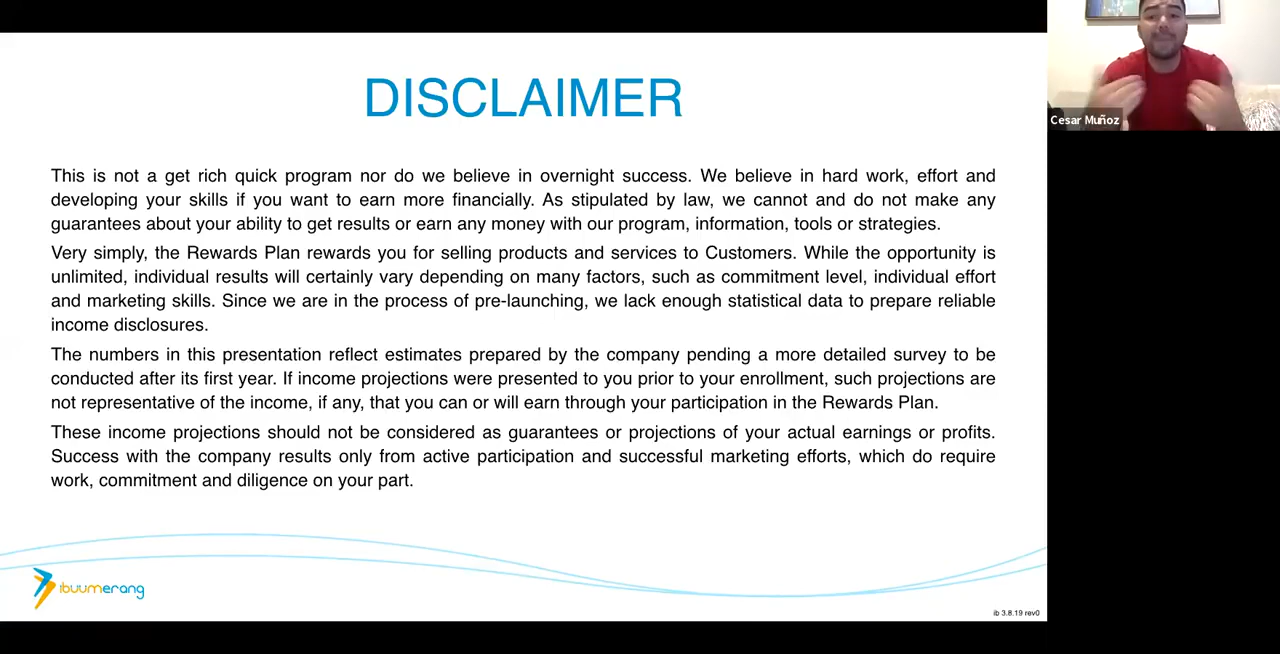 DISCLAIMER
This is not a get rich quick program nor do we believe in overnight success. We believe in hard work, effort and
developing your skills if you want to earn more financially. As stipulated by law, we cannot and do not make any
guarantees about your ability to get results or earn any money with our program, information, tools or strategies.
Very simply, the Rewards Plan rewards you for selling products and services to Customers. While the opportunity is
unlimited, individual results will certainly vary depending on many factors, such as commitment level, individual effort
and marketing skills. Since we are in the process of pre-launching, we lack enough statistical data to prepare reliable
income disclosures.
The numbers in this presentation reflect estimates prepared by the company pending a more detailed survey to be
conducted after its first year. If income projections were presented to you prior to your enrollment, such projections are
not representative of the income, if any, that you can or will earn through your participation in the Rewards Plan.
These income projections should not be considered as guarantees or projections of your actual earnings or profits.
Success with the company results only from active participation and successful marketing efforts, which do require
work, commitment and diligence on your part.
ibuumerang
ib 3.8.19 rev0
Cesar Muñoz